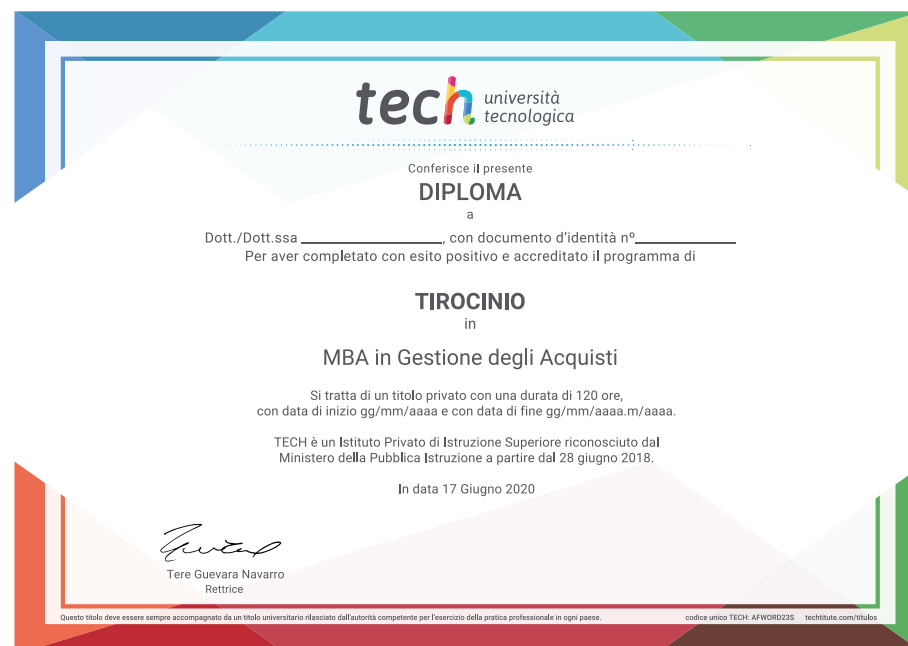 tech università
tecnologica
Conferisce il presente
DIPLOMA
a
Dott./Dott.ssa ____________________, con documento d'identità nº______________
Per aver completato con esito positivo e accreditato il programma di
TIROCINIO
in
MBA in Gestione degli Acquisti
Si tratta di un titolo privato con una durata di 120 ore,
con data di inizio gg/mm/aaaa e con data di fine gg/mm/aaaa.m/aaaa.
TECH è un Istituto Privato di Istruzione Superiore riconosciuto dal
Ministero della Pubblica Istruzione a partire dal 28 giugno 2018.
In data 17 Giugno 2020
Tere Guevara Navarro
Rettrice
Questo titolo deve essere sempre accompagnato da un titolo universitario rilasciato dall'autorità competente per l'esercizio della pratica professionale in ogni paese.
codice unico TECH: AFWORD23S techtitute.com/titulos